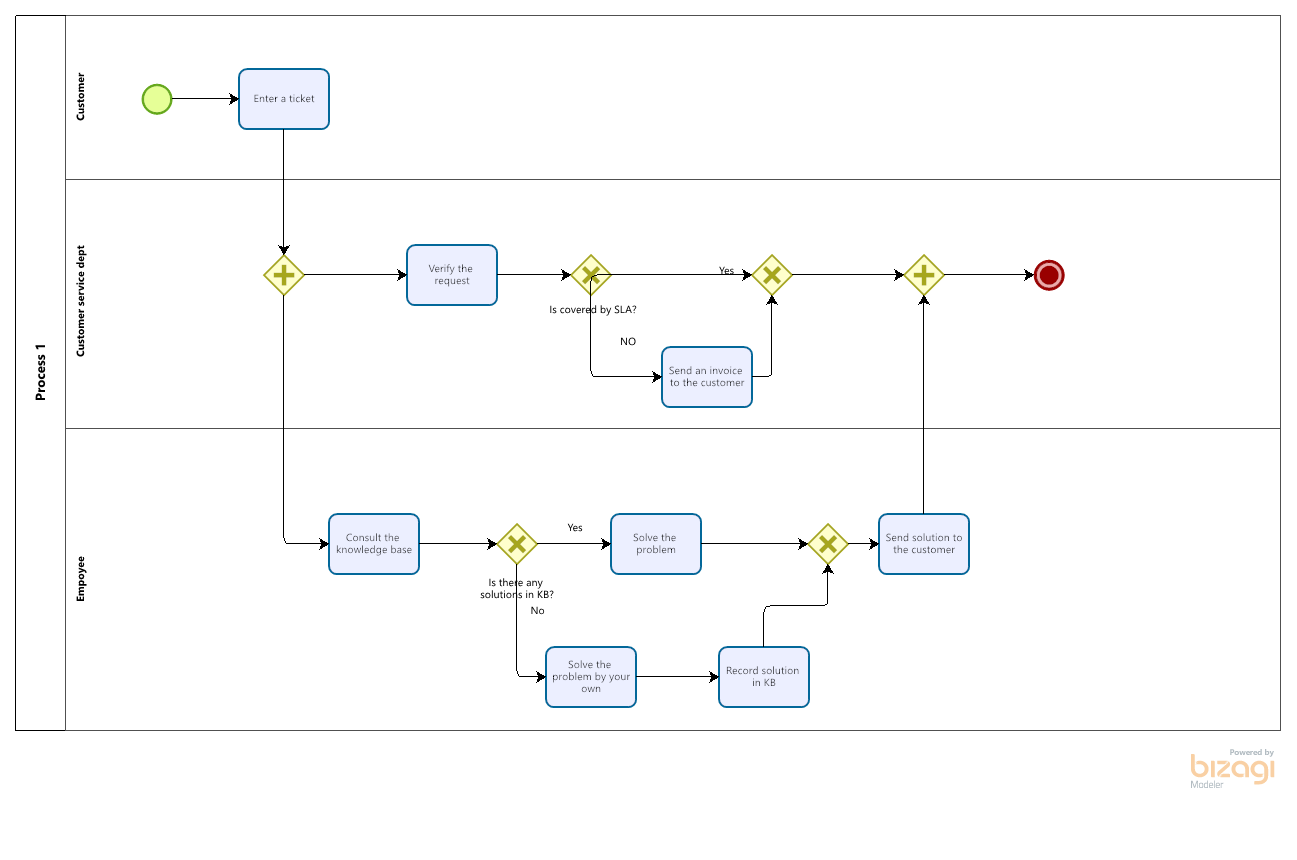 Process 1
Customer
Enter a ticket
Customer service dept
Verify the
request
Is covered by SLA?
Yes
NO
Send an invoice
to the customer
Empoyee
Consult the
knowledge base
Is there any
solutions in KB?
Yes
No
Solve the
problem
Send solution to
the customer
Solve the
problem by your
own
Record solution
in KB
Powered by
bizagi
Modeler